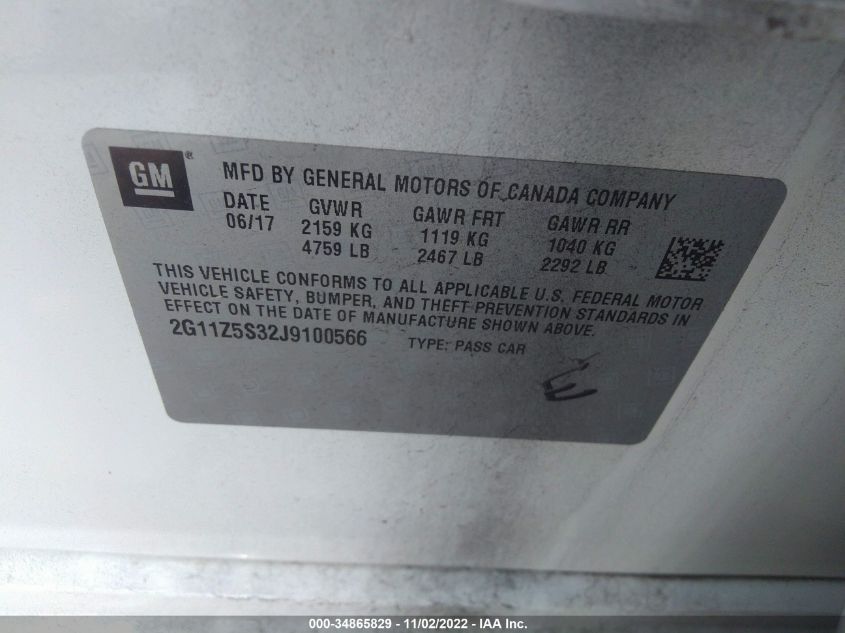 GM®
MFD BY GENERAL MOTORS OF CANADA COMPANY
DATE GVWR GAWR FRT GAWR RR
06/17 2159 KG 1119 KG 1040 KG
4759 LB 2467 LB 2292 LB
THIS VEHICLE CONFORMS TO ALL APPLICABLE U.S. FEDERAL MOTOR
VEHICLE SAFETY, BUMPER, AND THEFT PREVENTION STANDARDS IN
EFFECT ON THE DATE OF MANUFACTURE SHOWN ABOVE.
2G11Z5S32J9100566 TYPE: PASS CAR
000-34865829 - 11/02/2022 - IAA Inc.